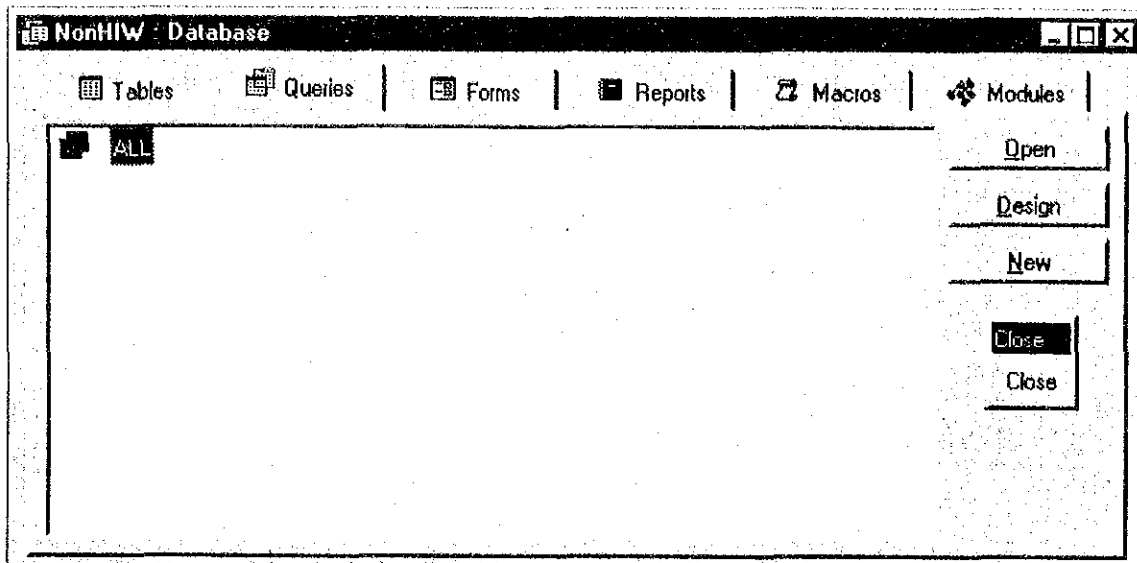 NonHIW : Database
Tables Queries Forms Reports Macros Modules
ALL
Open
Design
New
Close
Close